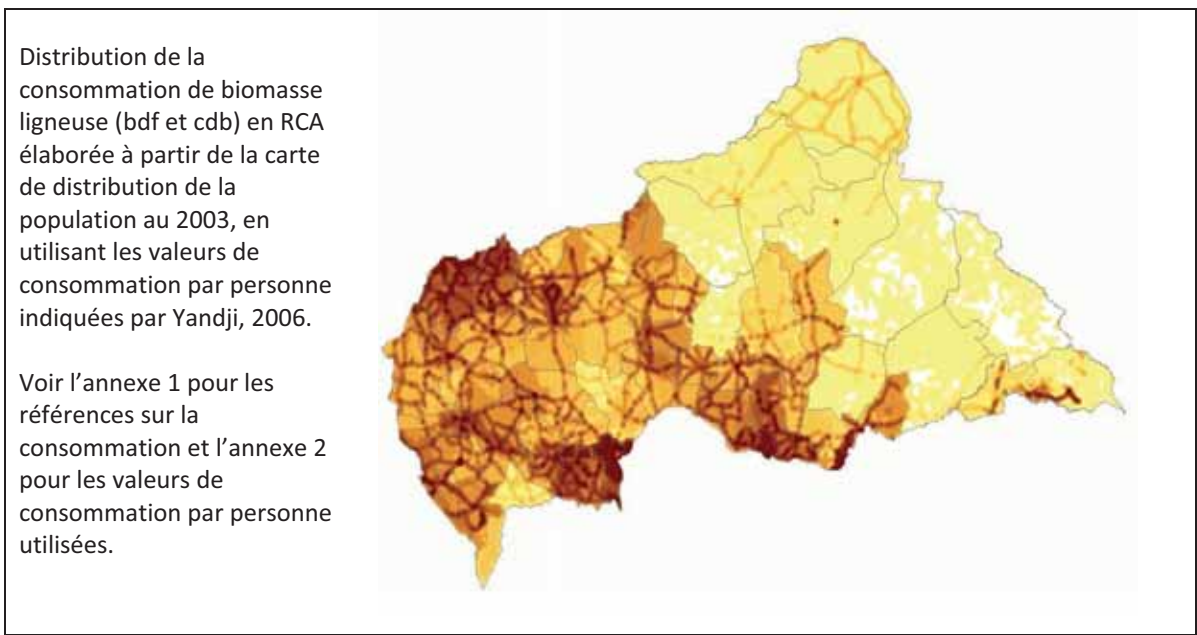 Distribution de la
consommation de biomasse
ligneuse (bdf et cdb) en RCA
élaborée à partir de la carte
de distribution de la
population au 2003, en
utilisant les valeurs de
consommation par personne
indiquées par Yandji, 2006.
Voir l’annexe 1 pour les
références sur la
consommation et l’annexe 2
pour les valeurs de
consommation par personne
utilisées.